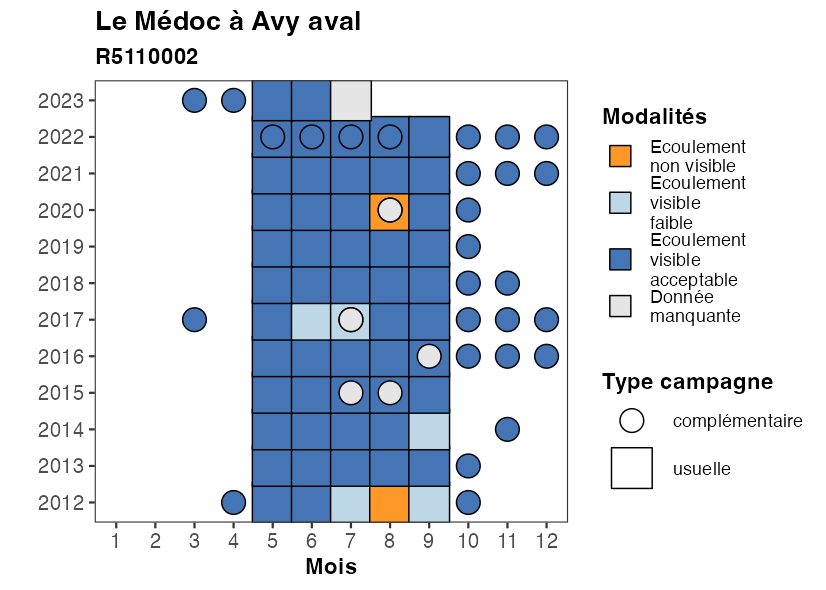 Le Médoc à Avy aval
R5110002
2023
2022
2021
2020
2019
2018
2017
2016
2015
2014
2013
2012
1 2 3 4 5 6 7 8 9 10 11 12
Mois
Modalités
Ecoulement
non visible
Ecoulement
visible
faible
Ecoulement
visible
acceptable
Donnée
manquante
Type campagne
complémentaire
usuelle